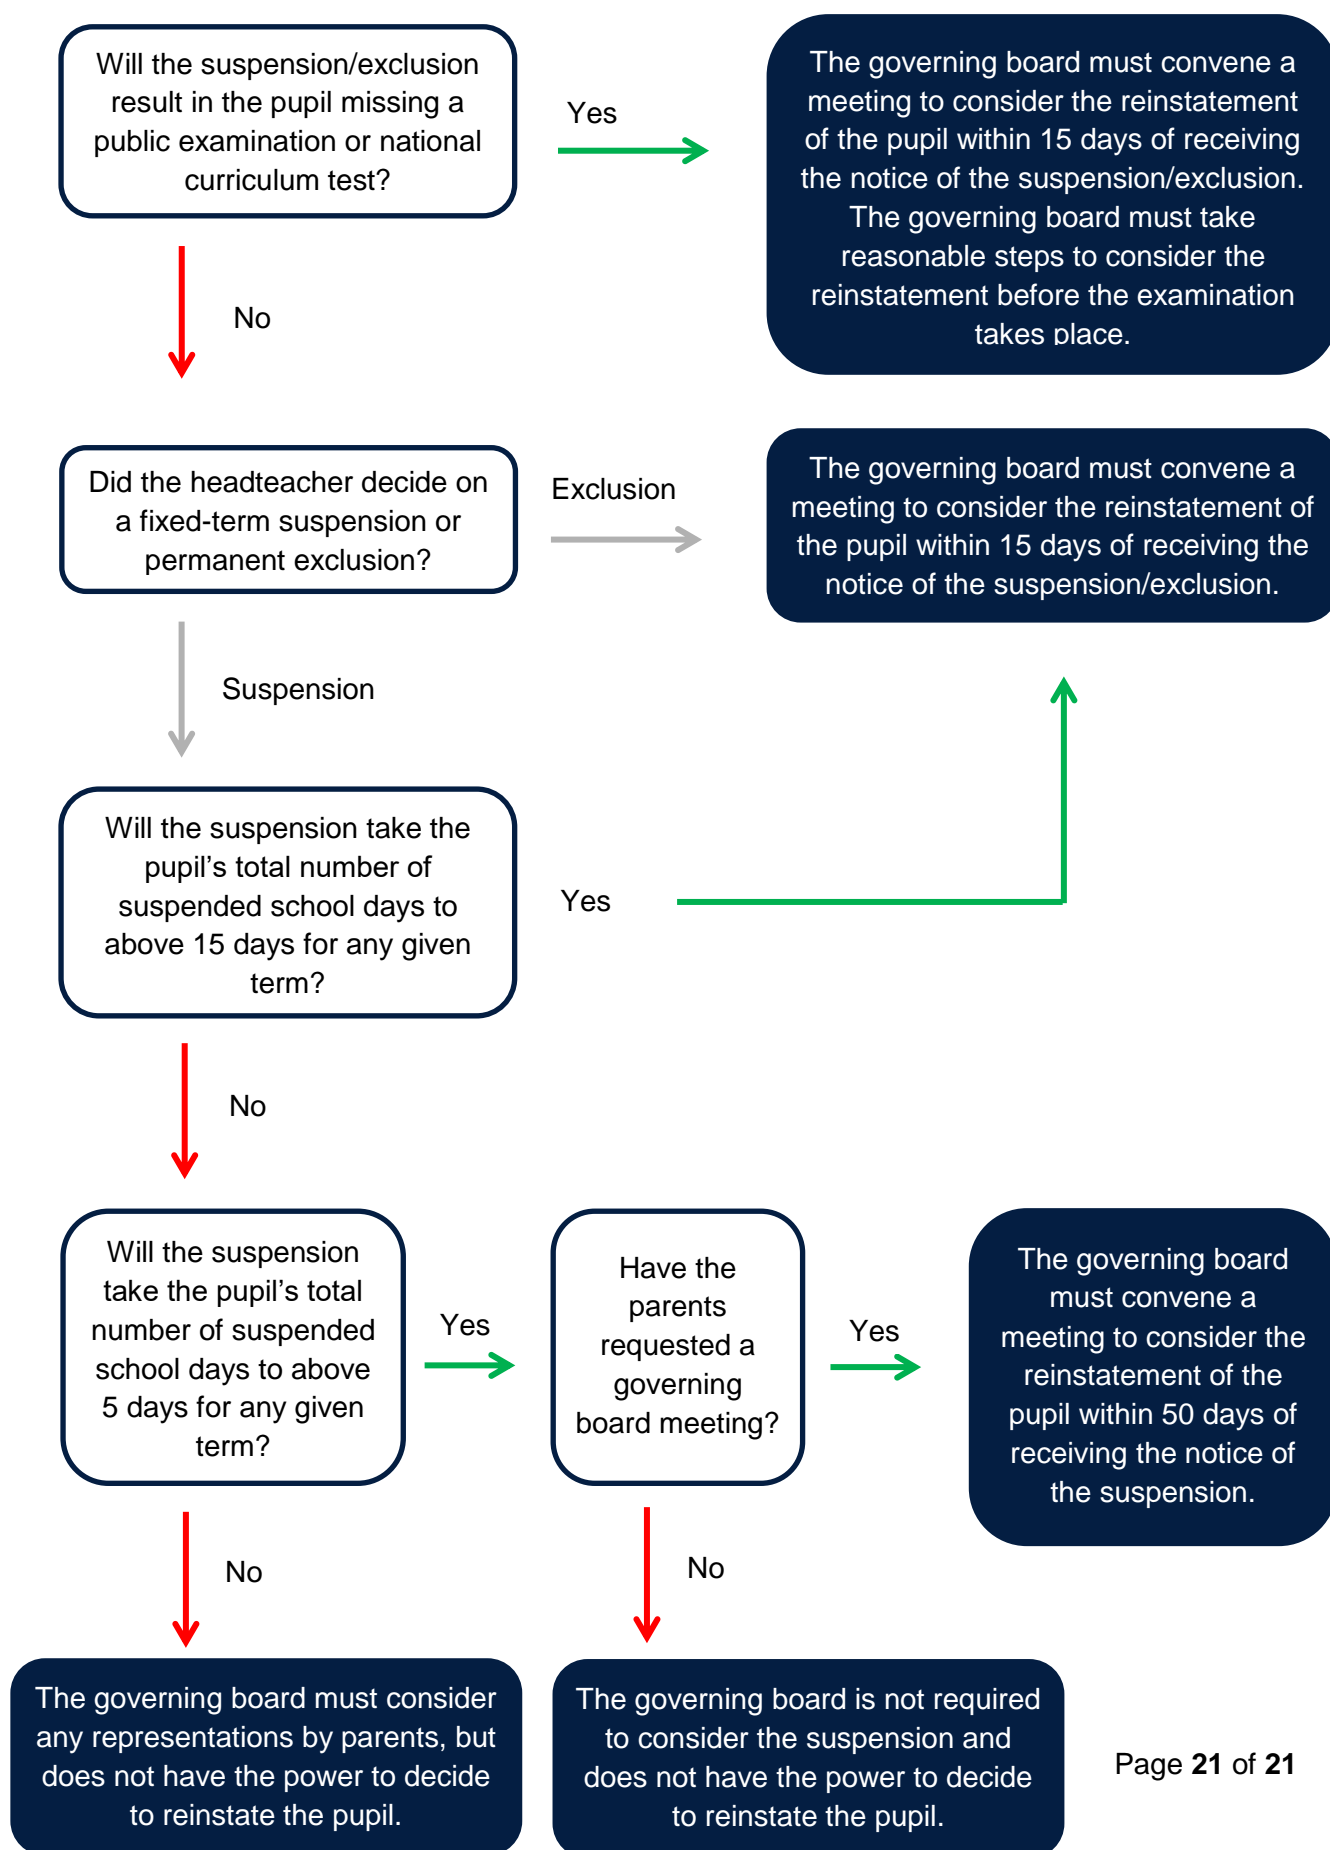 Will the suspension/exclusion
result in the pupil missing a
public examination or national
curriculum test?
Yes
The governing board must convene a
meeting to consider the reinstatement
of the pupil within 15 days of receiving
the notice of the suspension/exclusion.
The governing board must take
reasonable steps to consider the
reinstatement before the examination
takes place.
No
Did the headteacher decide on
a fixed-term suspension or
permanent exclusion?
Exclusion
The governing board must convene a
meeting to consider the reinstatement of
the pupil within 15 days of receiving the
notice of the suspension/exclusion.
Suspension
Will the suspension take the
pupil’s total number of
suspended school days to
above 15 days for any given
term?
Yes
No
Will the suspension
take the pupil’s total
number of suspended
school days to above
5 days for any given
term?
Yes
Have the
parents
requested a
governing
board meeting?
Yes
The governing board
must convene a
meeting to consider the
reinstatement of the
pupil within 50 days of
receiving the notice of
the suspension.
No
No
The governing board must consider
any representations by parents, but
does not have the power to decide
to reinstate the pupil.
The governing board is not required
to consider the suspension and
does not have the power to decide
to reinstate the pupil.
Page 21 of 21